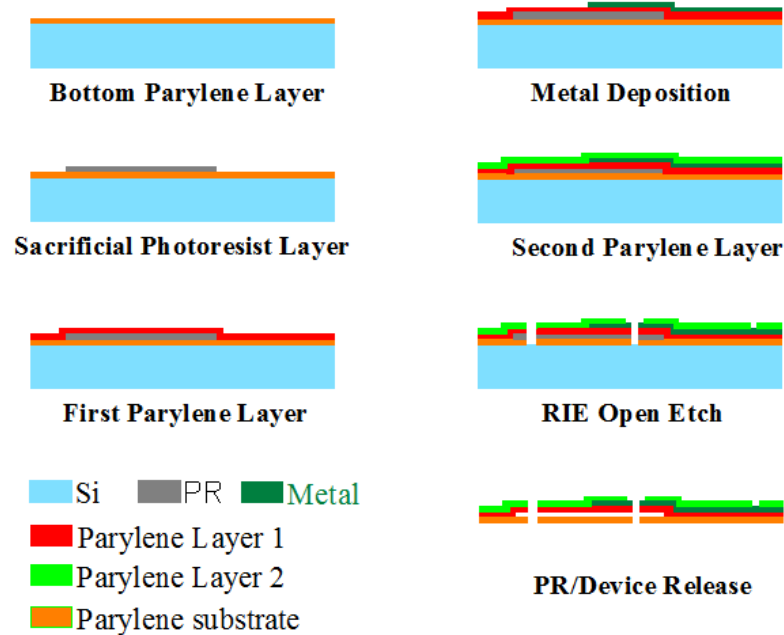 Bottom Parylene Layer
Metal Deposition
Sacrificial Photoresist Layer
Second Parylene Layer
First Parylene Layer
RIE Open Etch
Si
PR
Metal
Parylene Layer 1
Parylene Layer 2
Parylene substrate
PR/Device Release